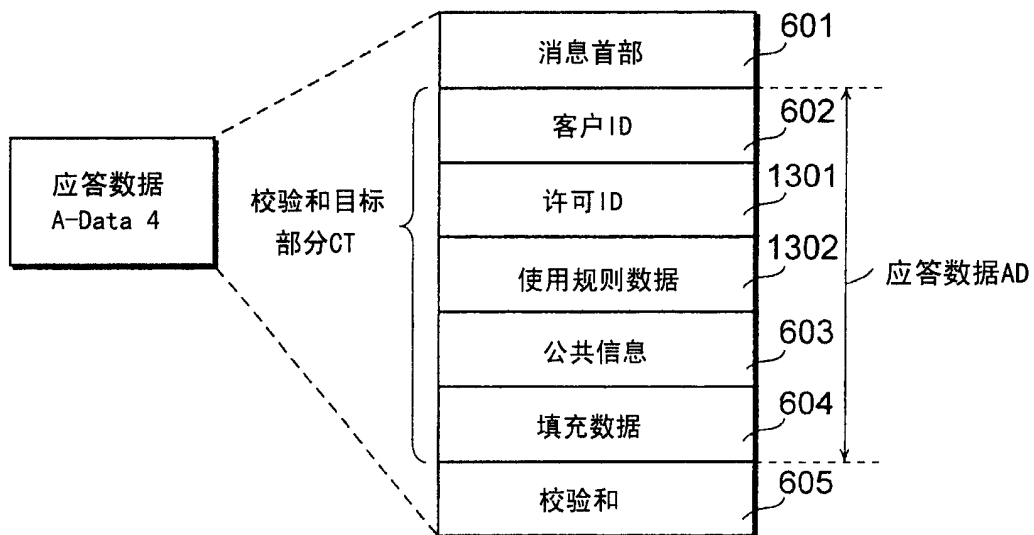 应答数据
A-Data 4
校验和目标
部分CT
消息首部
601
客户ID
602
许可ID
1301
使用规则数据
1302
公共信息
603
填充数据
604
校验和
605
应答数据AD